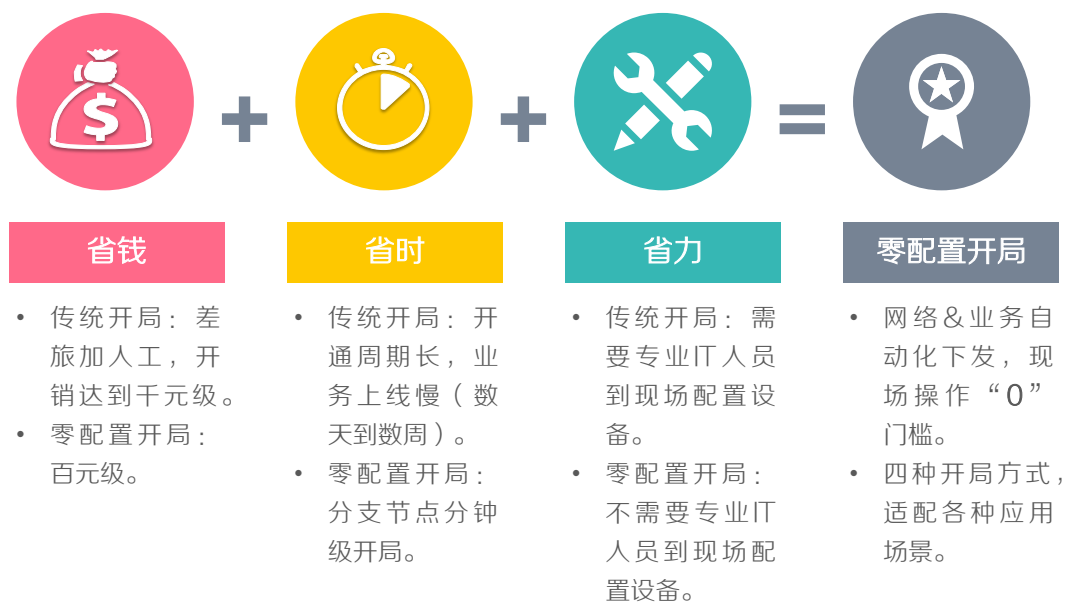 $
省钱
• 传统开局：差
旅加人工，开
销达到千元级。
• 零配置开局：
百元级。
省时
• 传统开局：开
通周期长，业
务上线慢（数
天到数周）。
• 零配置开局：
分支节点分钟
级开局。
省力
• 传统开局：需
要专业IT人员
到现场配置设
备。
• 零配置开局：
不需要专业IT
人员到现场配
置设备。
零配置开局
• 网络&业务自
动化下发，现
场操作“0”
门槛。
• 四种开局方式，
适配各种应用
场景。